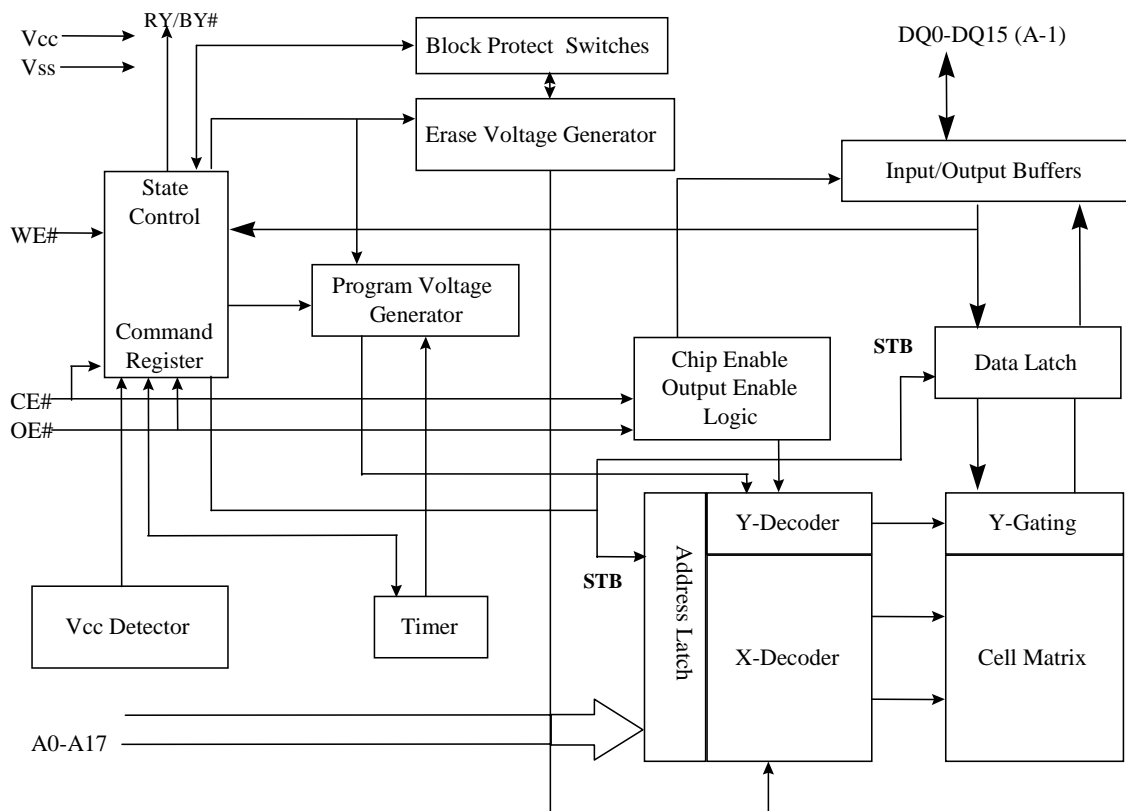 RY/BY#
Vcc
Vss
Block Protect Switches
DQ0-DQ15 (A-1)
Erase Voltage Generator
Input/Output Buffers
State
Control
WE#
Program Voltage
Generator
Command
Register
STB
Chip Enable
Output Enable
Logic
Data Latch
CE#
OE#
Address Latch
Y-Decoder
Y-Gating
STB
Vcc Detector
Timer
X-Decoder
Cell Matrix
A0-A17